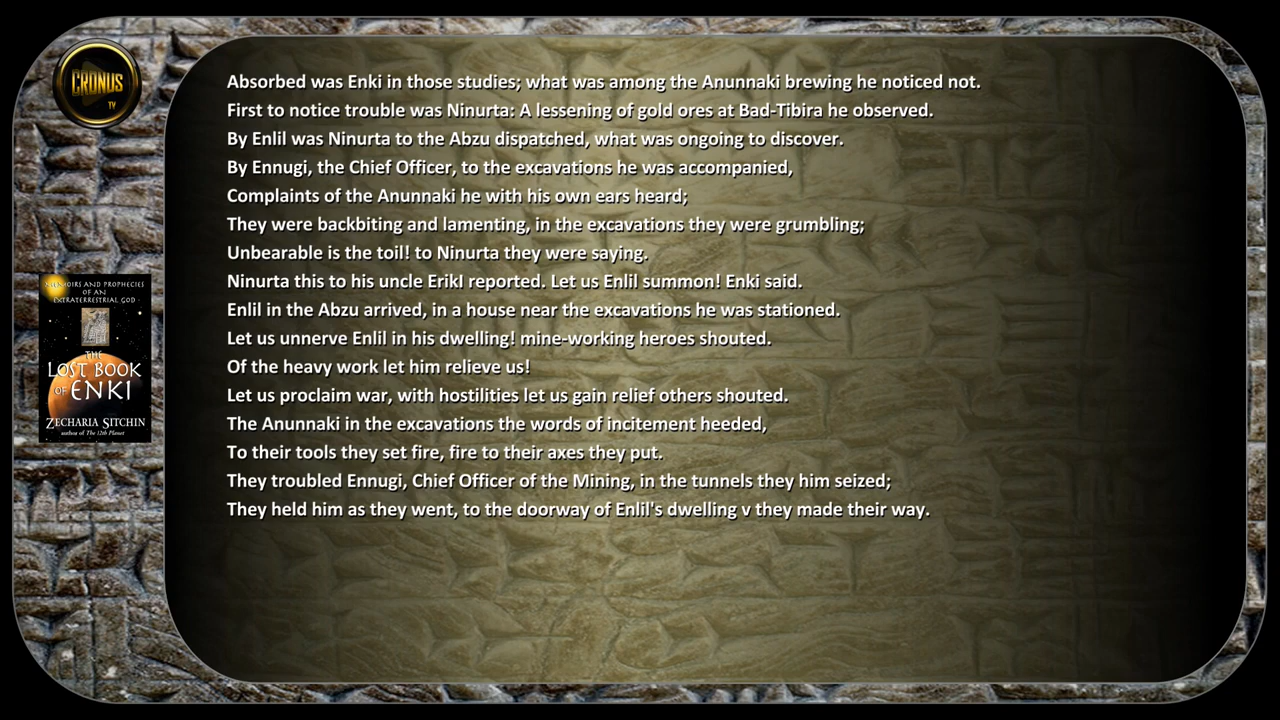 CRONUS
TV
Absorbed was Enki in those studies; what was among the Anunnaki brewing he noticed not.
First to notice trouble was Ninurta: A lessening of gold ores at Bad-Tibira he observed.
By Enlil was Ninurta to the Abzu dispatched, what was ongoing to discover.
By Ennugi, the Chief Officer, to the excavations he was accompanied,
Complaints of the Anunnaki he with his own ears heard;
They were backbiting and lamenting, in the excavations they were grumbling;
Unbearable is the toil! to Ninurta they were saying.
Ninurta this to his uncle ErikI reported. Let us Enlil summon! Enki said.
Enlil in the Abzu arrived, in a house near the excavations he was stationed.
Let us unnerve Enlil in his dwelling! mine-working heroes shouted.
Of the heavy work let him relieve us!
Let us proclaim war, with hostilities let us gain relief others shouted.
The Anunnaki in the excavations the words of incitement heeded,
To their tools they set fire, fire to their axes they put.
They troubled Ennugi, Chief Officer of the Mining, in the tunnels they him seized;
They held him as they went, to the doorway of Enlil's dwelling v they made their way.
MEMOIRS AND PROPHECIES
OF AN
EXTRATERRESTRIAL GOD
THE
LOST BOOK
OF ENKI
ZECHARIA SITCHIN
author of The 12th Planet